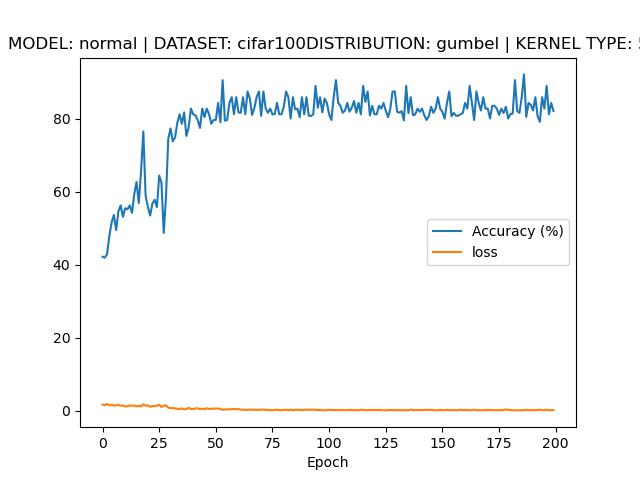 MODEL: normal | DATASET: cifar100DISTRIBUTION: gumbel | KERNEL TYPE:
80
60
40
20
0
Accuracy (%)
loss
0 25 50 75 100 125 150 175 200
Epoch